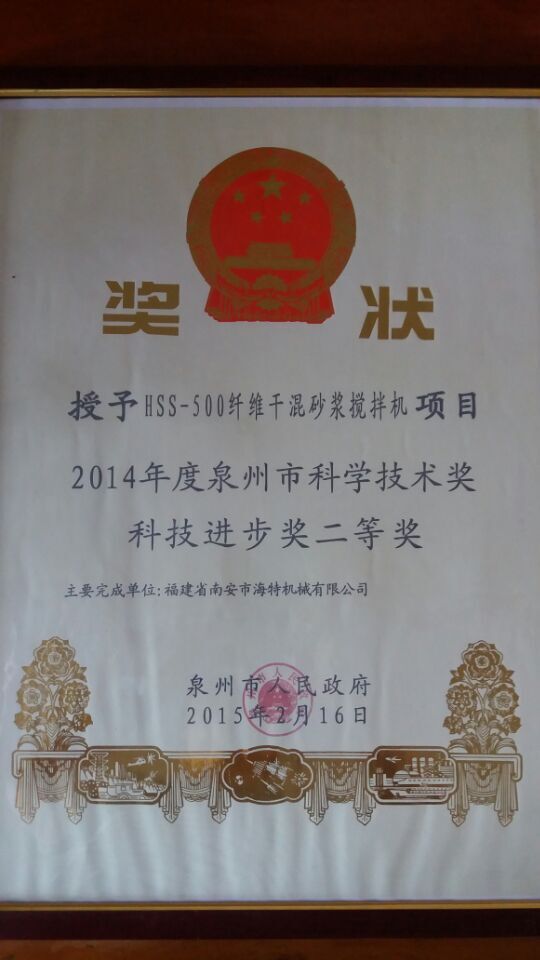 奖状
授予HSS-500纤维干混砂浆搅拌机项目
2014年度泉州市科学技术奖
科技进步奖二等奖
主要完成单位:福建省南安市海特机械有限公司
泉州市人民政府
2015年2月16日